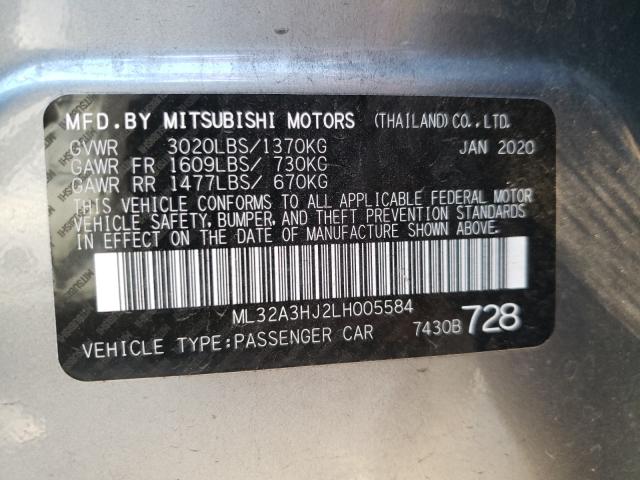 MFD.BY MITSUBISHI MOTORS (THAILAND) CO., LTD.
GVWR 3020LBS/1370KG JAN 2020
GAWR FR 1609LBS/ 730KG
GAWR RR 1477LBS/ 670KG
THIS VEHICLE CONFORMS TO ALL APPLICABLE FEDERAL MOTOR
VEHICLE SAFETY, BUMPER, AND THEFT PREVENTION STANDARDS
IN EFFECT ON THE DATE OF MANUFACTURE SHOWN ABOVE.
ML32A3HJ2LH005584
VEHICLE TYPE:PASSENGER CAR 7430B 728